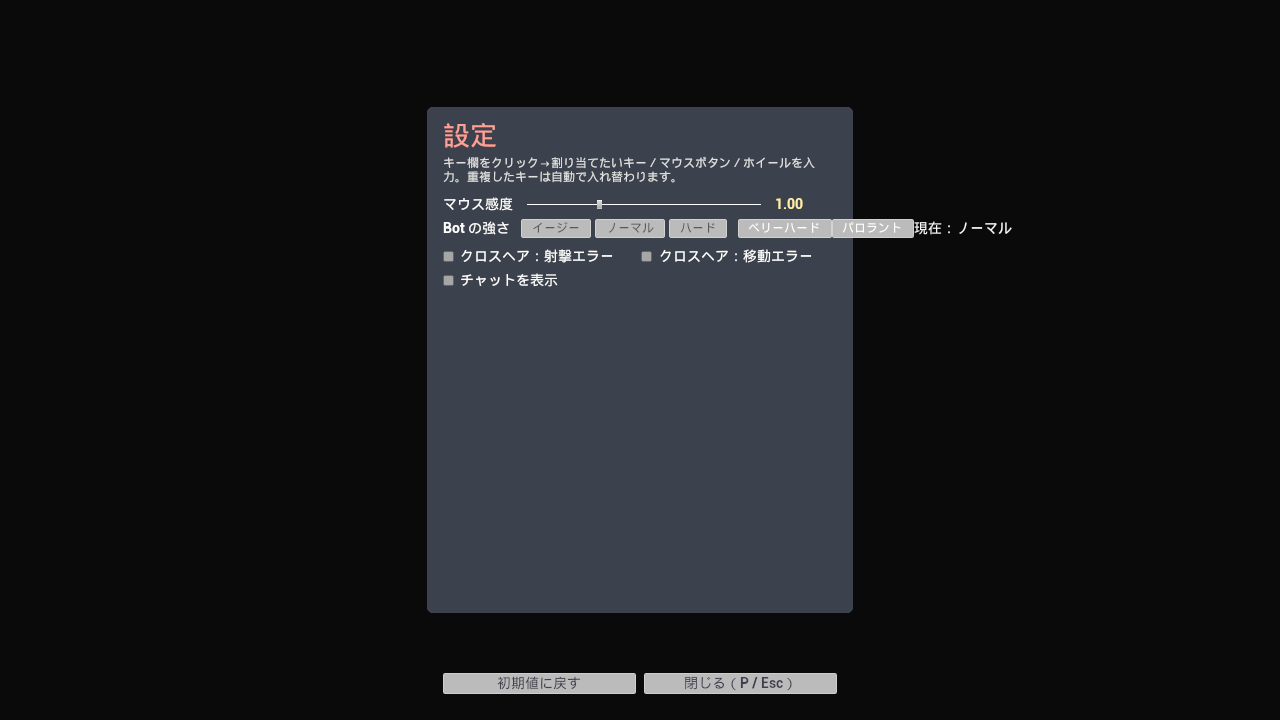 設定
キー欄をクリック→割り当てたいキー / マウスボタン / ホイールを入
力。重複したキーは自動で入れ替わります。
マウス感度 1.00
Bot の強さ イージー ノーマル ハード ベリーハード バロラント 現在：ノーマル
クロスヘア：射撃エラー クロスヘア：移動エラー
チャットを表示
初期値に戻す 閉じる（P / Esc）